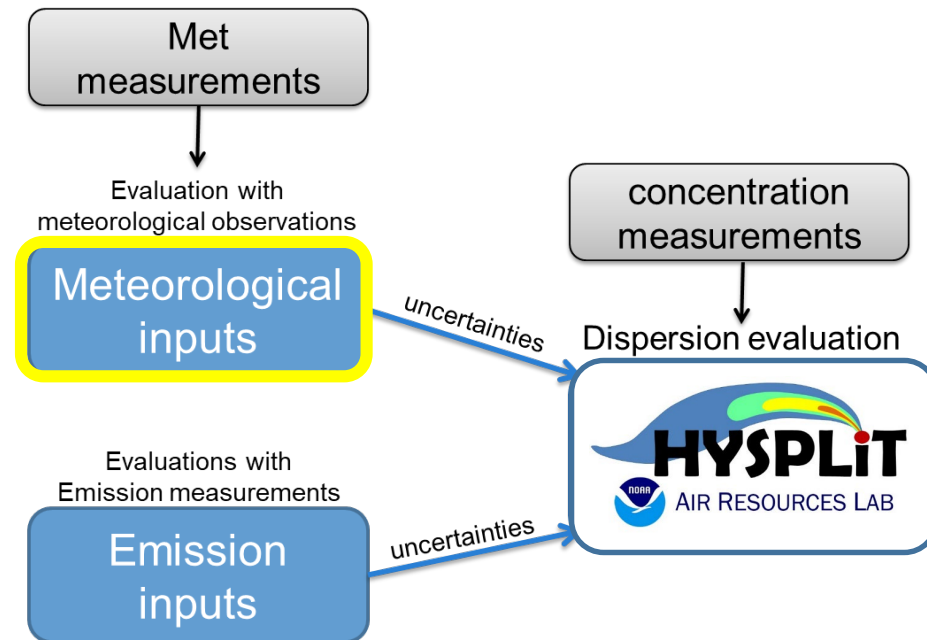 Met
measurements
Evaluation with
meteorological observations
Meteorological
inputs
uncertainties
concentration
measurements
Dispersion evaluation
HYSPLiT
NOAA
AIR RESOURCES LAB
Evaluations with
Emission measurements
Emission
inputs
uncertainties